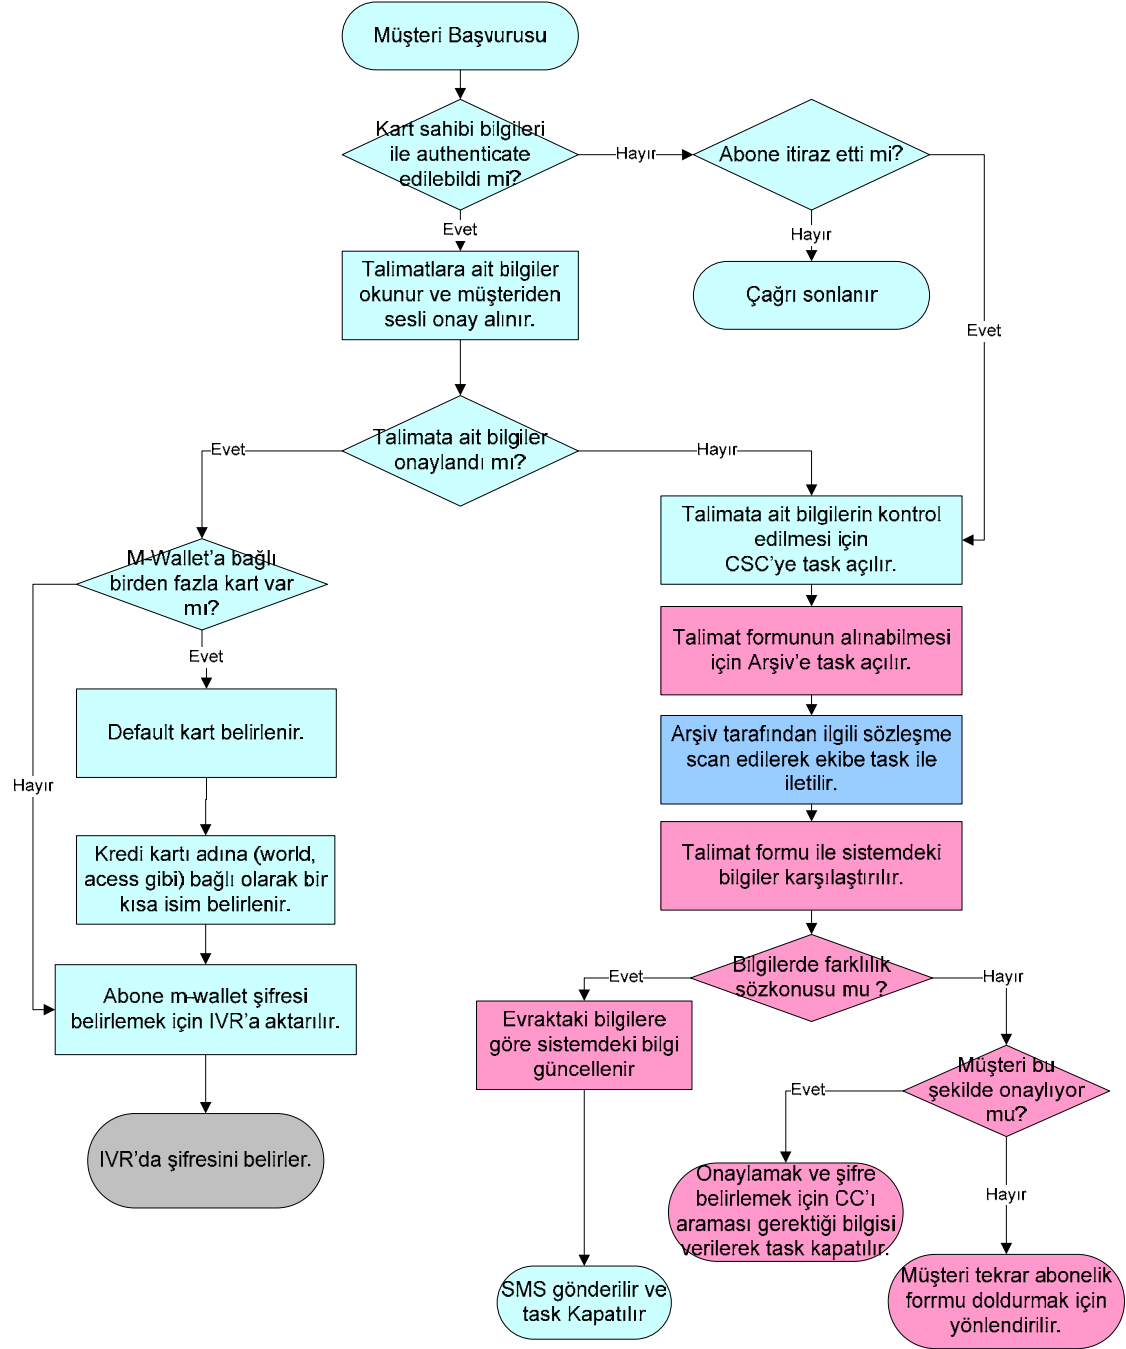 Müşteri Başvurusu
Kart sahibi bilgileri
ile authenticate
edilebildi mi?
Hayır
Abone itiraz etti mi?
Evet
Hayır
Talimatlara ait bilgiler
okunur ve müşteriden
sesli onay alınır.
Çağrı sonlanır
Evet
Talimata ait bilgiler
onaylandı mı?
Evet
Hayır
Talimata ait bilgilerin kontrol
edilmesi için
CSC'ye task açılır.
M-Wallet'a bağlı
birden fazla kart var
mı?
Evet
Talimat formunun alınabilmesi
için Arşiv'e task açılır.
Default kart belirlenir.
Arşiv tarafından ilgili sözleşme
scan edilerek ekibe task ile
iletilir.
Hayır
Kredi kartı adına (world,
acess gibi) bağlı olarak bir
kısa isim belirlenir.
Talimat formu ile sistemdeki
bilgiler karşılaştırılır.
Bilgilerde farklılık
sözkonusu mu ?
Evet
Hayır
Abone m-wallet şifresi
belirlemek için IVR'a aktarılır.
Evraktaki bilgilere
göre sistemdeki bilgi
güncellenir
Müşteri bu
şekilde onaylıyor
mu?
Evet
Hayır
IVR'da şifresini belirler.
Onaylamak ve şifre
belirlemek için CC'ı
araması gerektiği bilgisi
verilerek task kapatılır.
SMS gönderilir ve
task Kapatılır
Müşteri tekrar abonelik
forrmu doldurmak için
yönlendirilir.